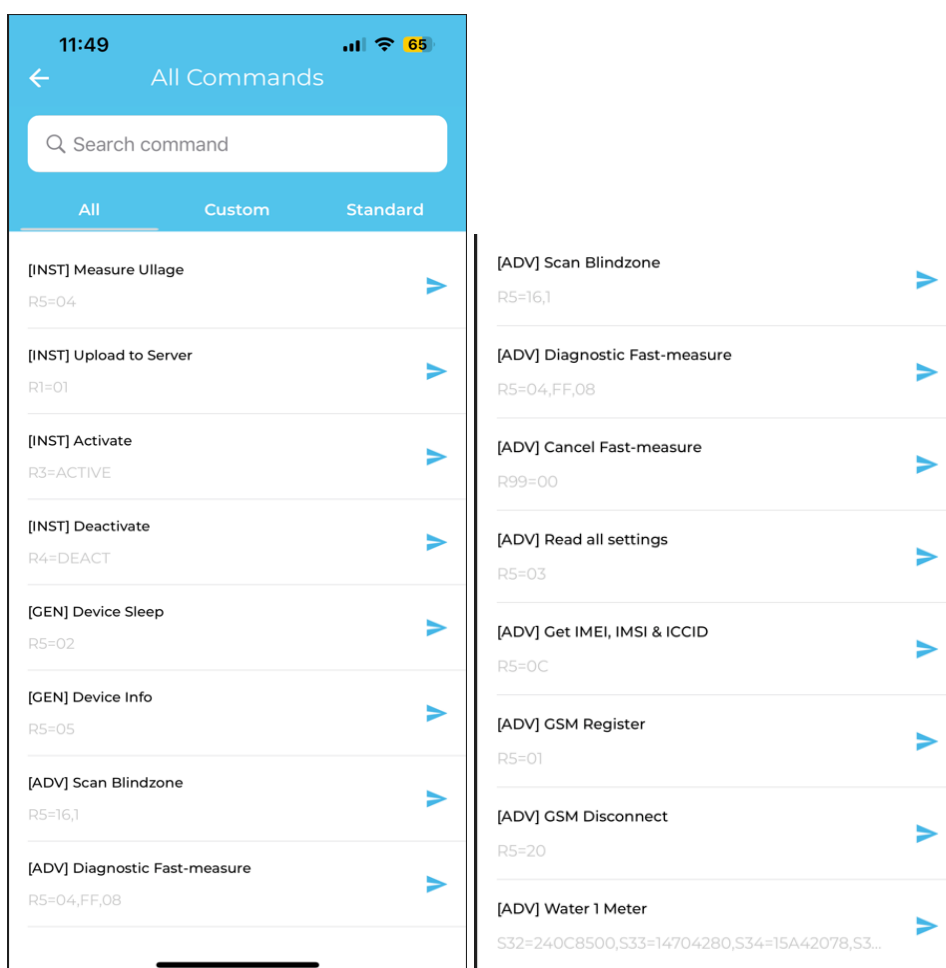 11:49
65
All Commands
Search command
All
Custom
Standard
[INST] Measure Ullage
R5=04
[INST] Upload to Server
R1=01
[INST] Activate
R3=ACTIVE
[INST] Deactivate
R4=DEACT
[GEN] Device Sleep
R5=02
[GEN] Device Info
R5=05
[ADV] Scan Blindzone
R5=16,1
[ADV] Diagnostic Fast-measure
R5=04,FF,08
[ADV] Scan Blindzone
R5=16,1
[ADV] Diagnostic Fast-measure
R5=04,FF,08
[ADV] Cancel Fast-measure
R99=00
[ADV] Read all settings
R5=03
[ADV] Get IMEI, IMSI & ICCID
R5=0C
[ADV] GSM Register
R5=01
[ADV] GSM Disconnect
R5=20
[ADV] Water 1 Meter
S32=240C8500,S33=14704280,S34=15A42078,S3...